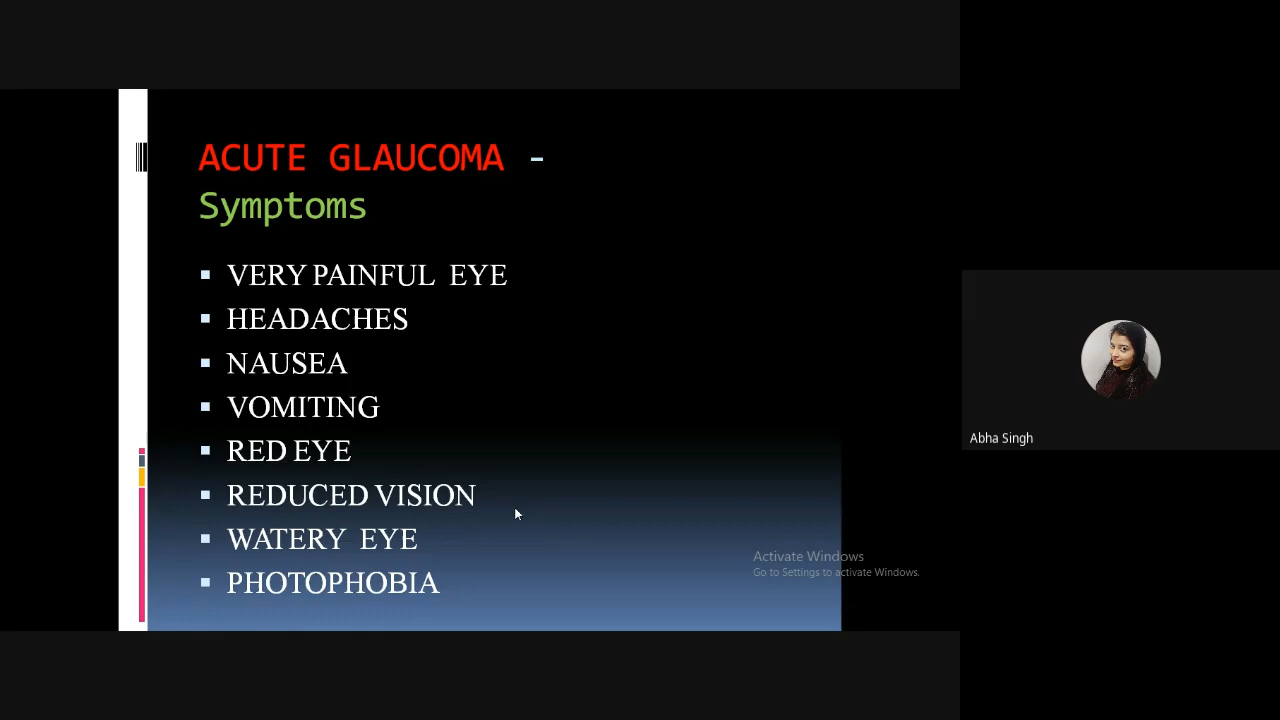 ACUTE GLAUCOMA -
Symptoms
VERY PAINFUL EYE
HEADACHES
NAUSEA
VOMITING
RED EYE
REDUCED VISION
WATERY EYE
PHOTOPHOBIA
Activate Windows
Go to Settings to activate Windows.
Abha Singh